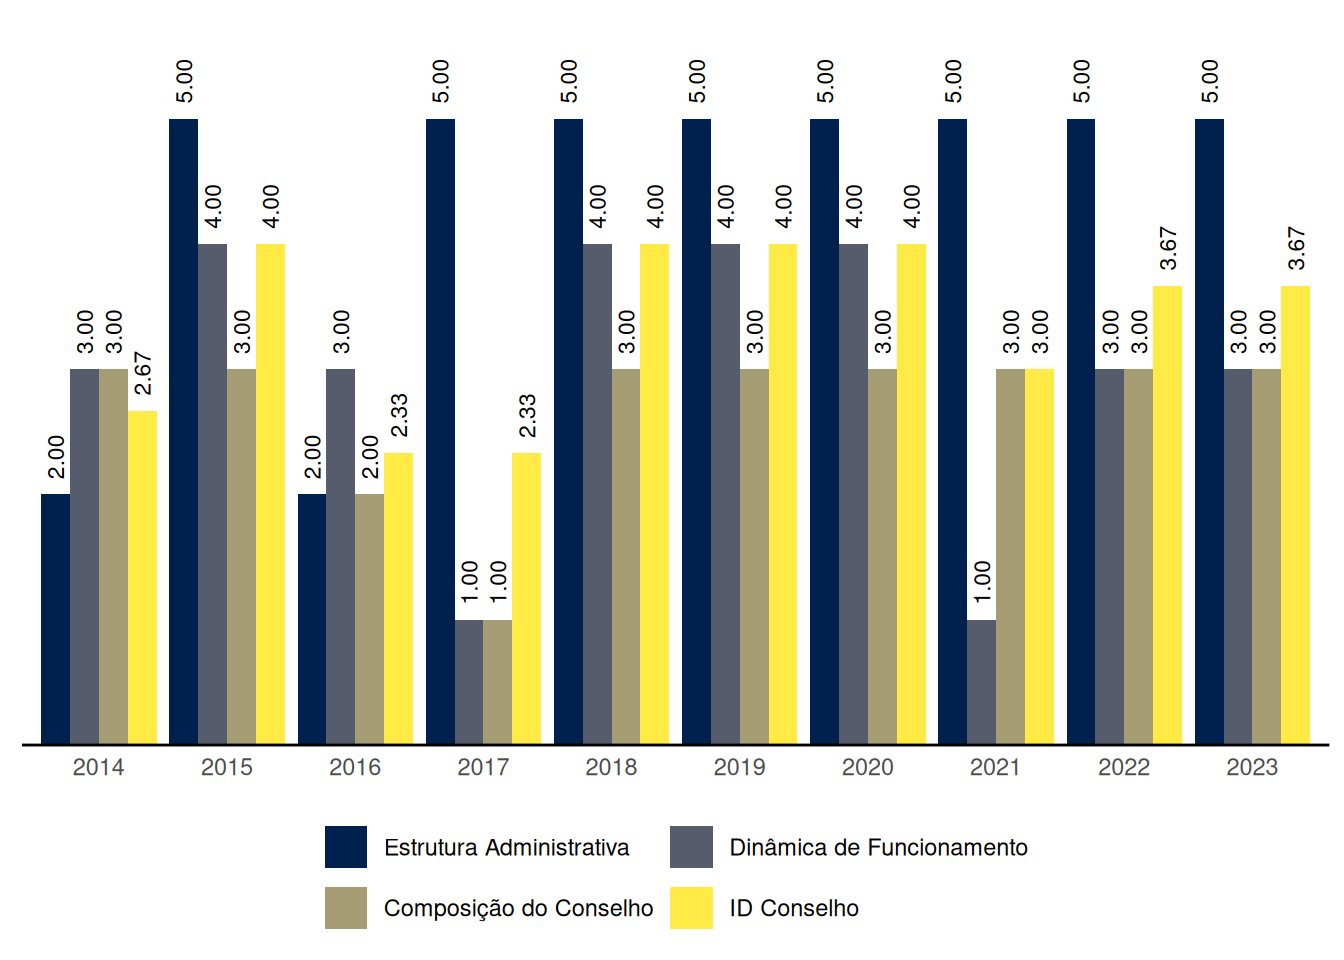 2.00 3.00 3.00 2.67
5.00 4.00 3.00 4.00
2.00 3.00 2.00 2.33
5.00 1.00 1.00 2.33
5.00 4.00 3.00 4.00
5.00 4.00 3.00 4.00
5.00 4.00 3.00 4.00
5.00 1.00 3.00 3.00
5.00 3.00 3.00 3.67
5.00 3.00 3.00 3.67
2014 2015 2016 2017 2018 2019 2020 2021 2022 2023
Estrutura Administrativa Dinâmica de Funcionamento
Composição do Conselho ID Conselho